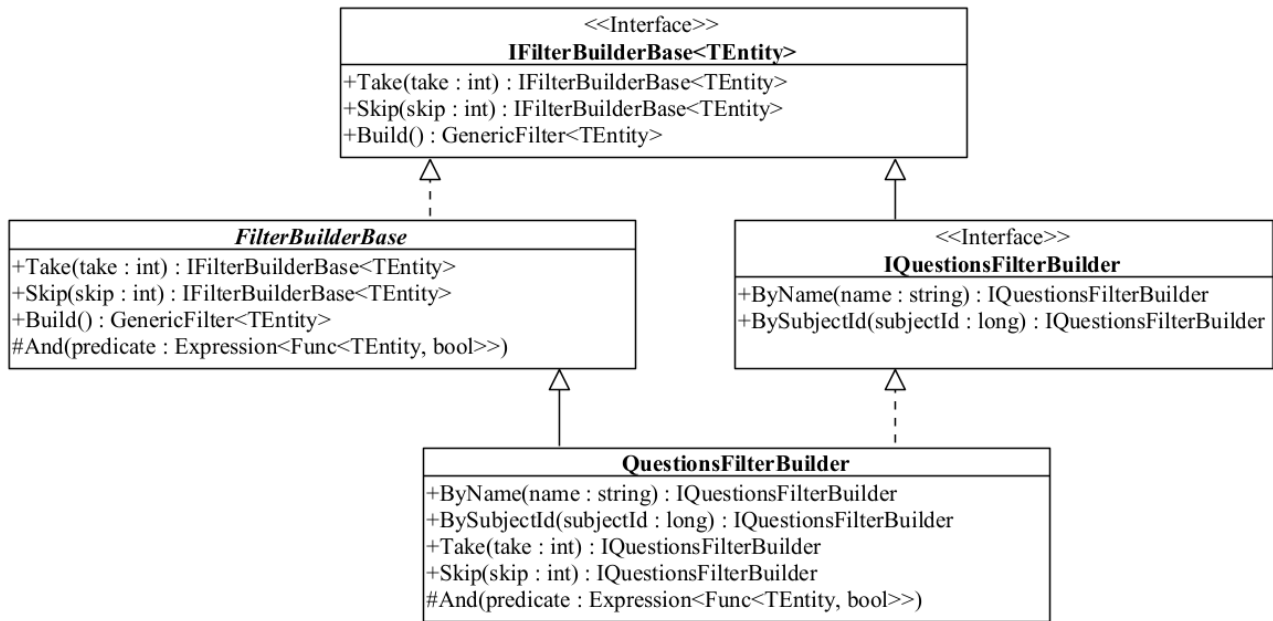 <<Interface>>
IFilterBuilderBase<TEntity>
+Take(take : int) : IFilterBuilderBase<TEntity>
+Skip(skip : int) : IFilterBuilderBase<TEntity>
+Build() : GenericFilter<TEntity>
FilterBuilderBase
+Take(take : int) : IFilterBuilderBase<TEntity>
+Skip(skip : int) : IFilterBuilderBase<TEntity>
+Build() : GenericFilter<TEntity>
#And(predicate : Expression<Func<TEntity, bool>>)
<<Interface>>
IQuestionsFilterBuilder
+ByName(name : string) : IQuestionsFilterBuilder
+BySubjectId(subjectId : long) : IQuestionsFilterBuilder
QuestionsFilterBuilder
+ByName(name : string) : IQuestionsFilterBuilder
+BySubjectId(subjectId : long) : IQuestionsFilterBuilder
+Take(take : int) : IQuestionsFilterBuilder
+Skip(skip : int) : IQuestionsFilterBuilder
#And(predicate : Expression<Func<TEntity, bool>>)